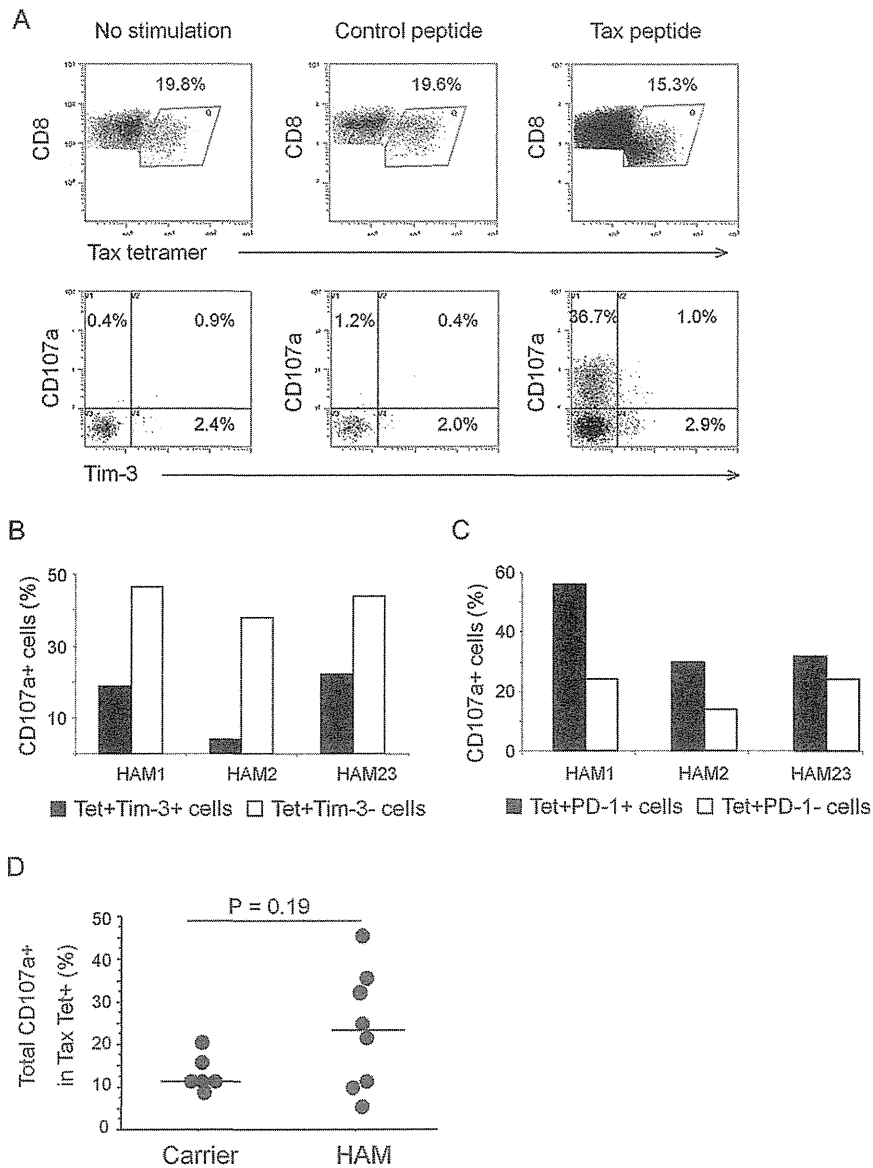 A
No stimulation
Control peptide
Tax peptide
19.8%
19.6%
15.3%
CD8
CD8
CD8
Tax tetramer
0.4%
0.9%
2.4%
1.2%
0.4%
2.0%
36.7%
1.0%
2.9%
CD107a
CD107a
CD107a
Tim-3
B
CD107a+ cells (%)
50
30
10
HAM1
HAM2
HAM23
Tet+Tim-3+ cells
Tet+Tim-3- cells
C
CD107a+ cells (%)
60
40
20
0
HAM1
HAM2
HAM23
Tet+PD-1+ cells
Tet+PD-1- cells
D
P = 0.19
Total CD107a+
in Tax Tet+ (%)
50
40
30
20
10
0
Carrier
HAM